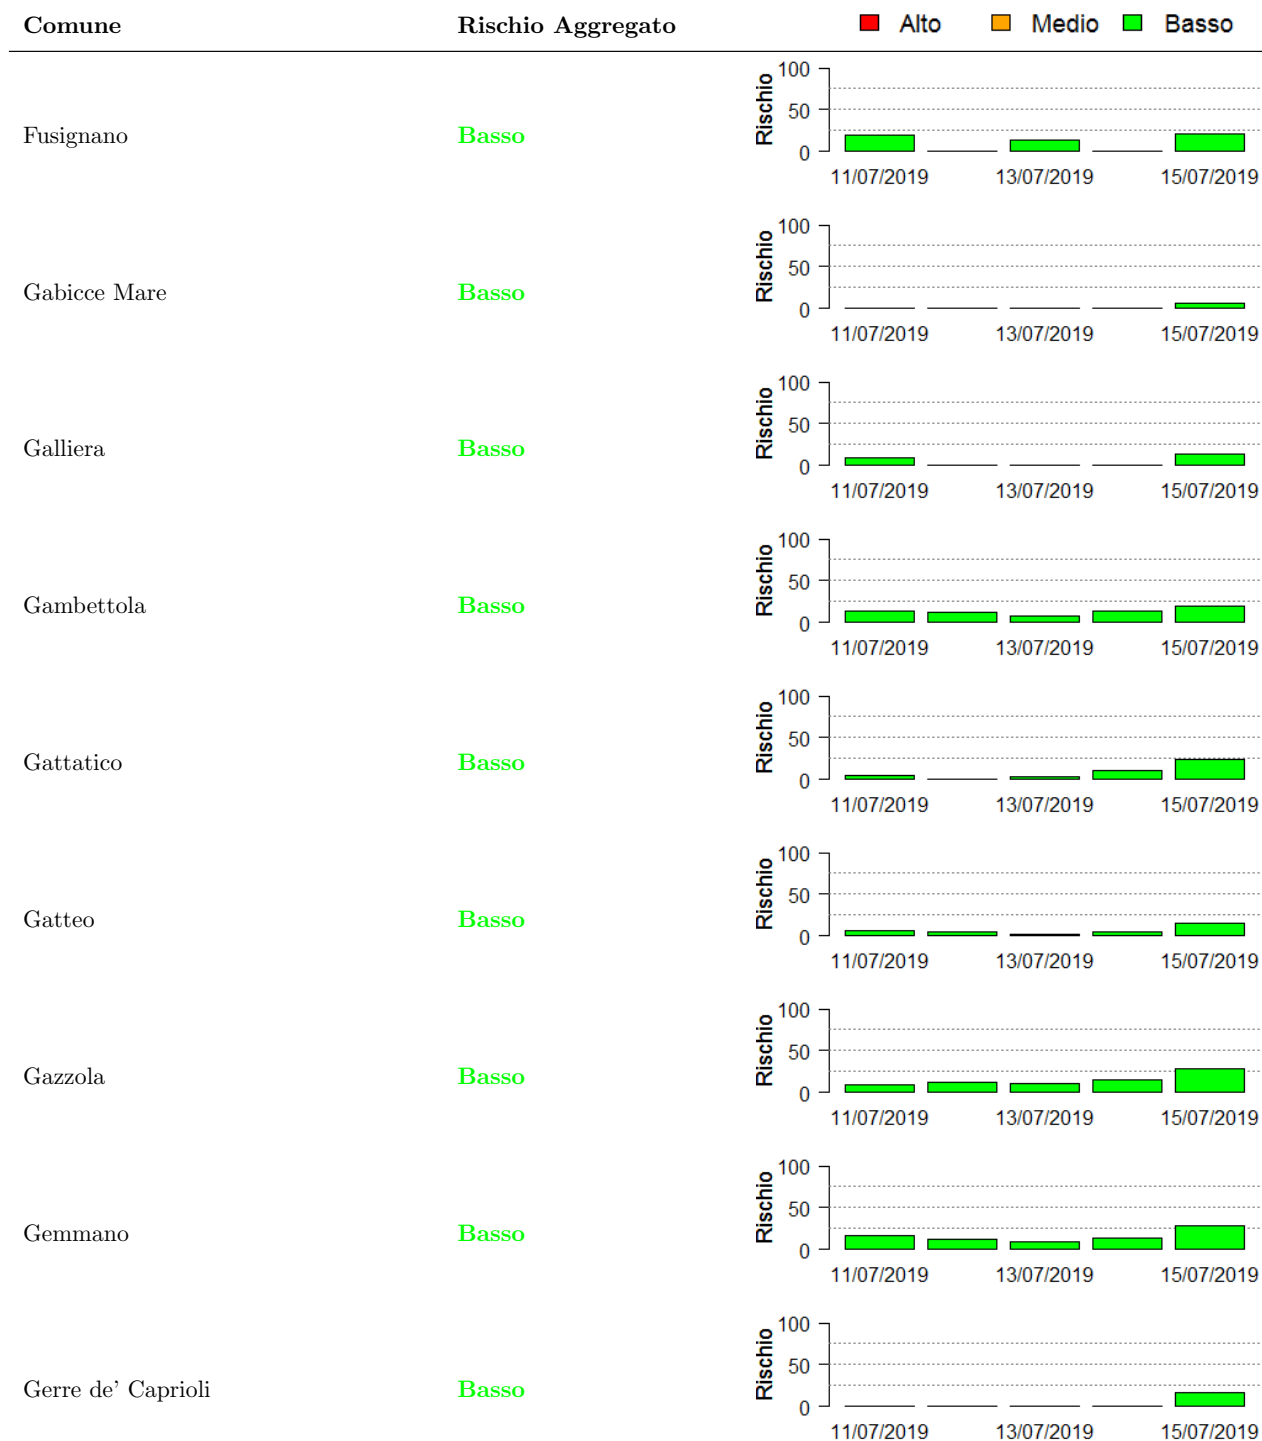 Comune Rischio Aggregato Alto Medio Basso
Fusignano Basso
Rischio
100
50
0
11/07/2019 13/07/2019 15/07/2019
Gabicce Mare Basso
Rischio
100
50
0
11/07/2019 13/07/2019 15/07/2019
Galliera Basso
Rischio
100
50
0
11/07/2019 13/07/2019 15/07/2019
Gambettola Basso
Rischio
100
50
0
11/07/2019 13/07/2019 15/07/2019
Gattatico Basso
Rischio
100
50
0
11/07/2019 13/07/2019 15/07/2019
Gatteo Basso
Rischio
100
50
0
11/07/2019 13/07/2019 15/07/2019
Gazzola Basso
Rischio
100
50
0
11/07/2019 13/07/2019 15/07/2019
Gemmano Basso
Rischio
100
50
0
11/07/2019 13/07/2019 15/07/2019
Gerre de' Caprioli Basso
Rischio
100
50
0
11/07/2019 13/07/2019 15/07/2019